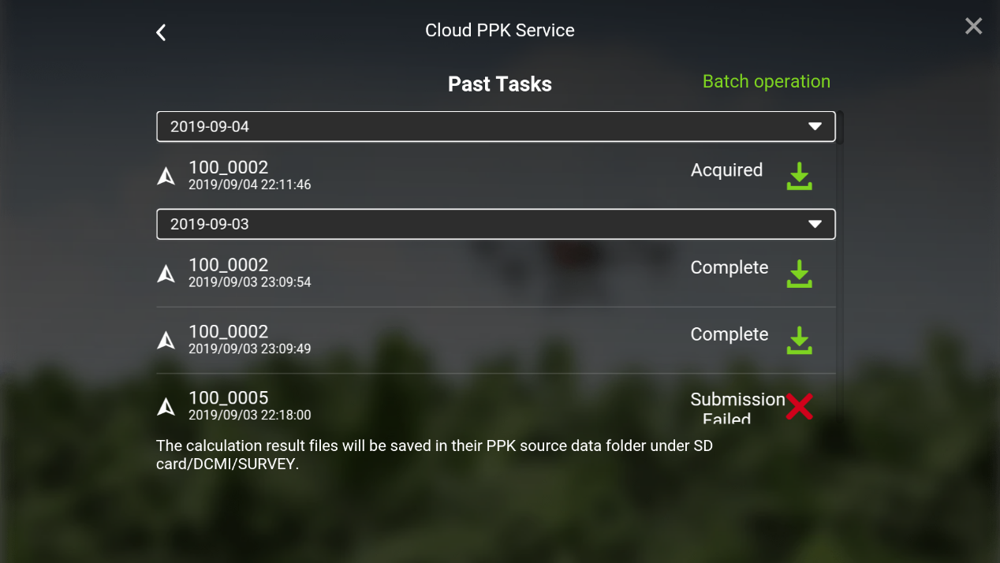 Cloud PPK Service
Past Tasks
Batch operation
2019-09-04
100_0002
Acquired
2019/09/04 22:11:46
2019-09-03
100_0002
Complete
2019/09/03 23:09:54
100_0002
Complete
2019/09/03 23:09:49
100_0005
Submission
Failed
2019/09/03 22:18:00
The calculation result files will be saved in their PPK source data folder under SD
card/DCMI/SURVEY.